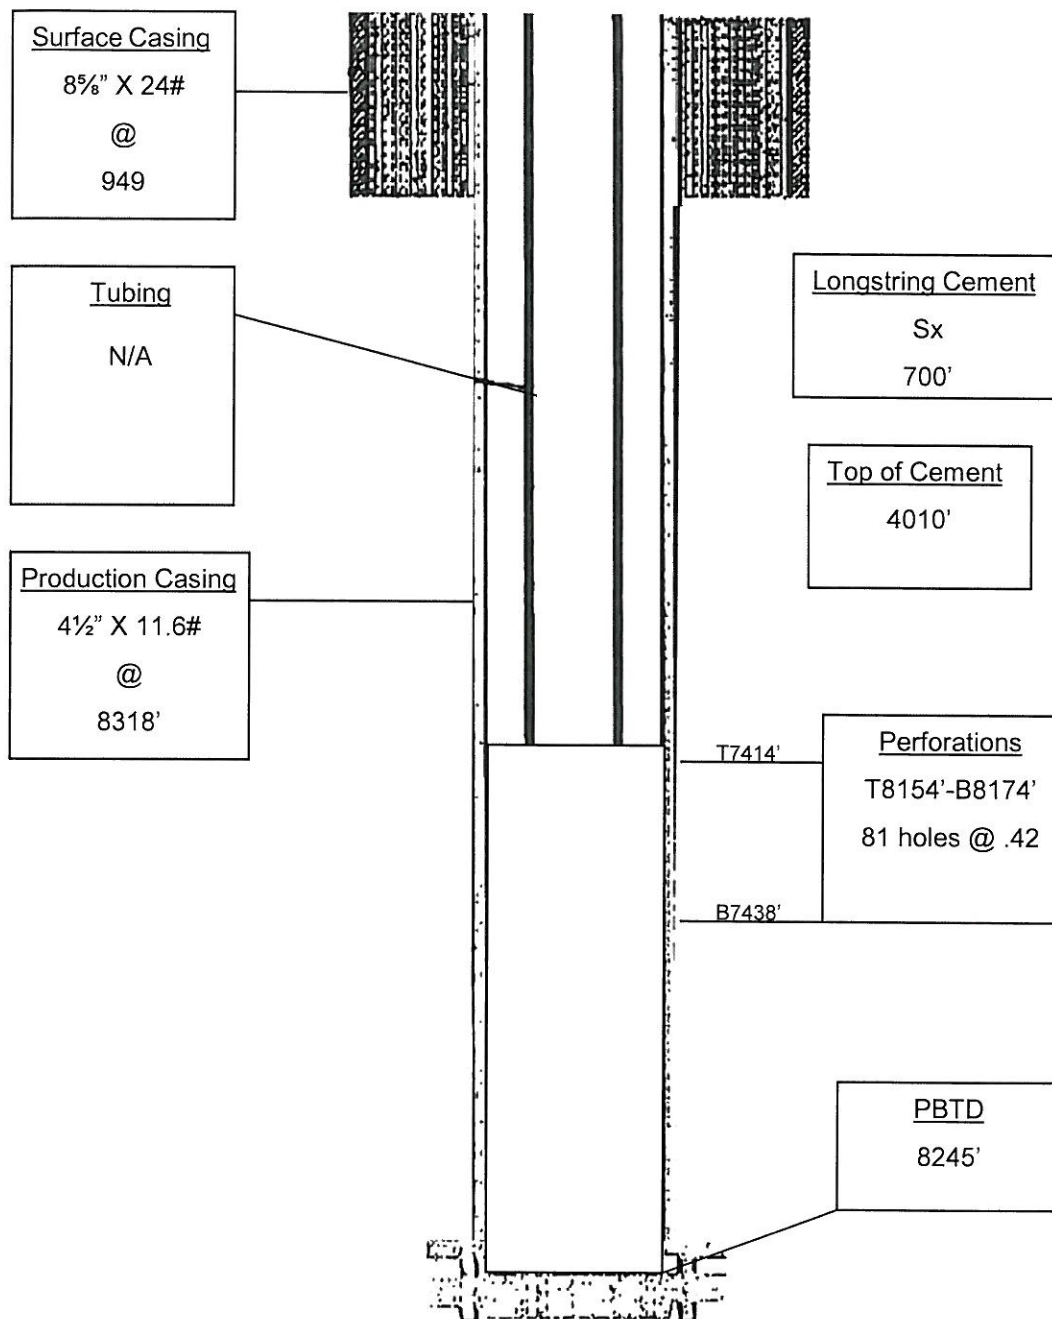 Surface Casing
8⅝” X 24#
@
949
Tubing
N/A
Production Casing
4½” X 11.6#
@
8318’
Longstring Cement
Sx
700’
Top of Cement
4010’
T7414’
B7438’
Perforations
T8154’-B8174’
81 holes @ .42
PBTD
8245’